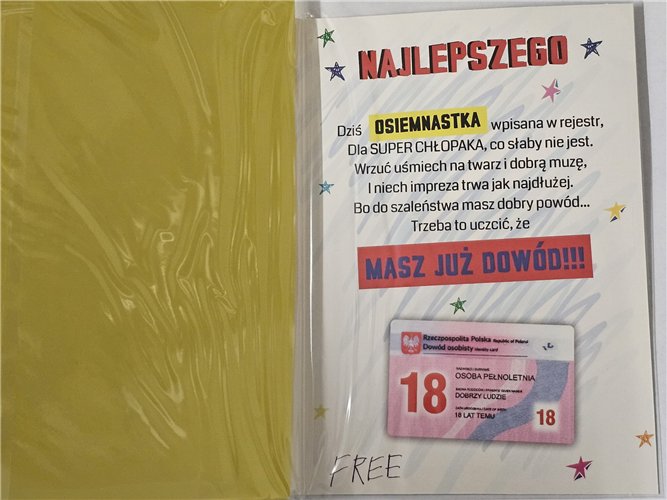 NAJLEPSZEGO
Dziś OSIEMNASTKA wpisana w rejestr,
Dla SUPER CHŁOPAKA, co słaby nie jest.
Wrzuć uśmiech na twarz i dobrą muzę,
I niech impreza trwa jak najdłużej.
Bo do szaleństwa masz dobry powód...
Trzeba to uczcić, że
MASZ JUŻ DOWÓD!!!
Rzeczpospolita Polska Republic of Poland
Dowód osobisty Identity card
OSOBA PEŁNOLETNIA
DOBRZY LUDZIE
18 LAT TEMU
18
18
FREE